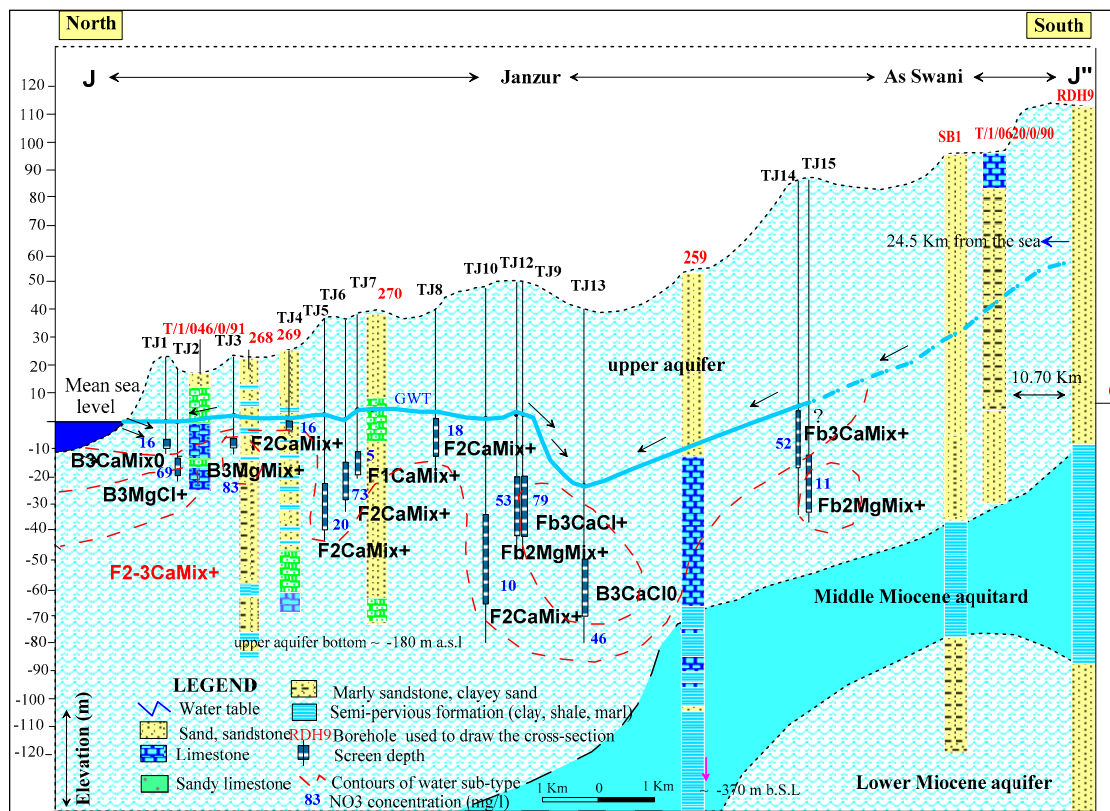 North
South
J
Janzur
As Swani
J"
RDH9
120
110
100
90
80
70
60
50
40
30
20
10
-10
-20
-30
-40
-50
-60
-70
-80
-90
-100
-110
-120
Elevation (m)
SB1
T/1/0620/0/90
TJ14
TJ15
24.5 Km from the sea
259
TJ10
TJ12
TJ9
TJ13
TJ8
TJ7
270
TJ6
TJ5
TJ4
269
268
T/1/046/0/91
TJ3
TJ1
TJ2
upper aquifer
10.70 Km
Mean sea
level
GWT
?
16
16
18
52
Fb3CaMix+
F2CaMix+
F2CaMix+
B3CaMix0
69
B3MgMix+
5
F1CaMix+
B3MgCl+
83
73
F2CaMix+
53
79
Fb3CaCl+
11
Fb2MgMix+
20
F2CaMix+
Fb2MgMix+
F2-3CaMix+
10
B3CaCl0
F2CaMix+
Middle Miocene aquitard
46
upper aquifer bottom ~ -180 m a.s.l
LEGEND
Water table
Sand, sandstone
Limestone
Sandy limestone
Marly sandstone, clayey sand
Semi-pervious formation (clay, shale, marl)
RDH9 Borehole used to draw the cross-section
Screen depth
Contours of water sub-type
83 NO3 concentration (mg/l)
1 Km
0
1 Km
~ -370 m b.S.L
Lower Miocene aquifer